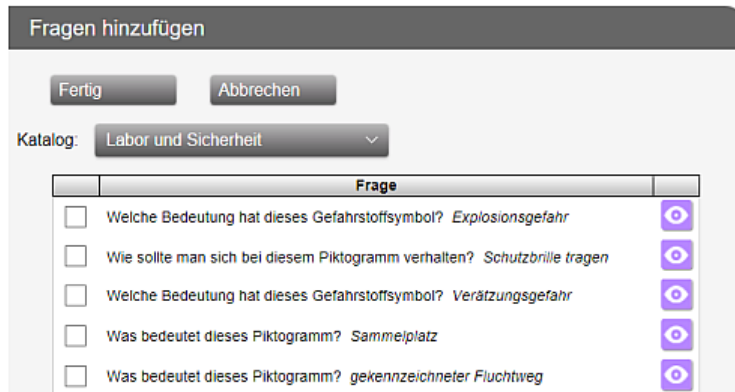 Fragen hinzufügen
Fertig Abbrechen
Katalog: Labor und Sicherheit
Frage
Welche Bedeutung hat dieses Gefahrstoffsymbol? Explosionsgefahr
Wie sollte man sich bei diesem Piktogramm verhalten? Schutzbrille tragen
Welche Bedeutung hat dieses Gefahrstoffsymbol? Verätzungsgefahr
Was bedeutet dieses Piktogramm? Sammelplatz
Was bedeutet dieses Piktogramm? gekennzeichneter Fluchtweg